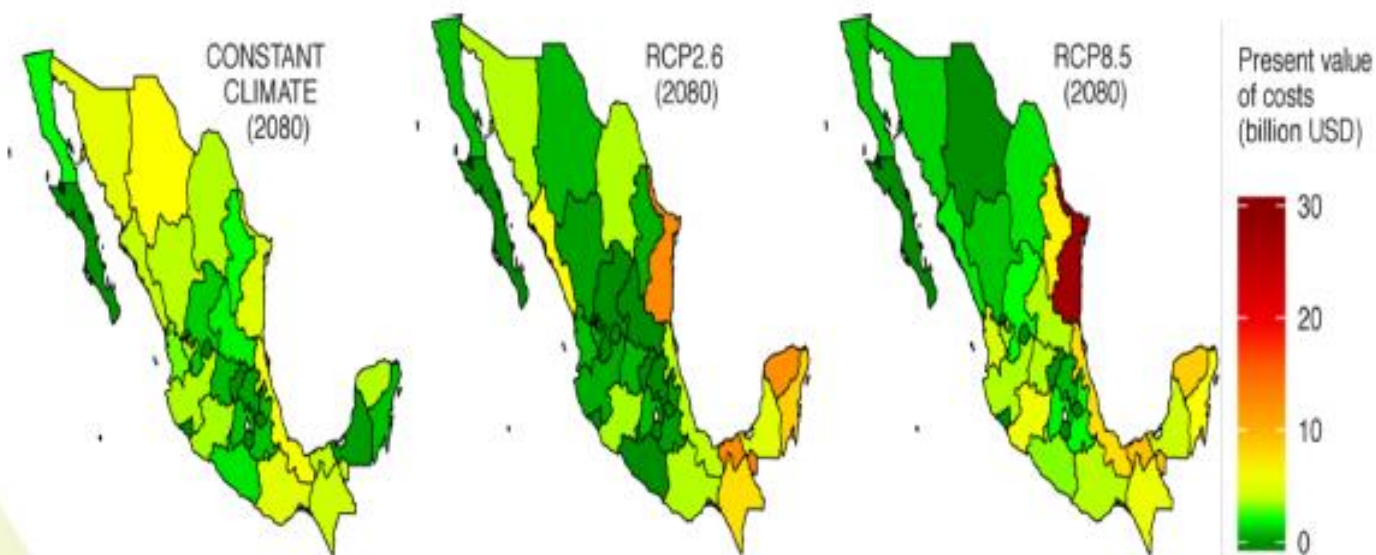 CONSTANT
CLIMATE
(2080)
RCP2.6
(2080)
RCP8.5
(2080)
Present value
of costs
(billion USD)
30
20
10
0